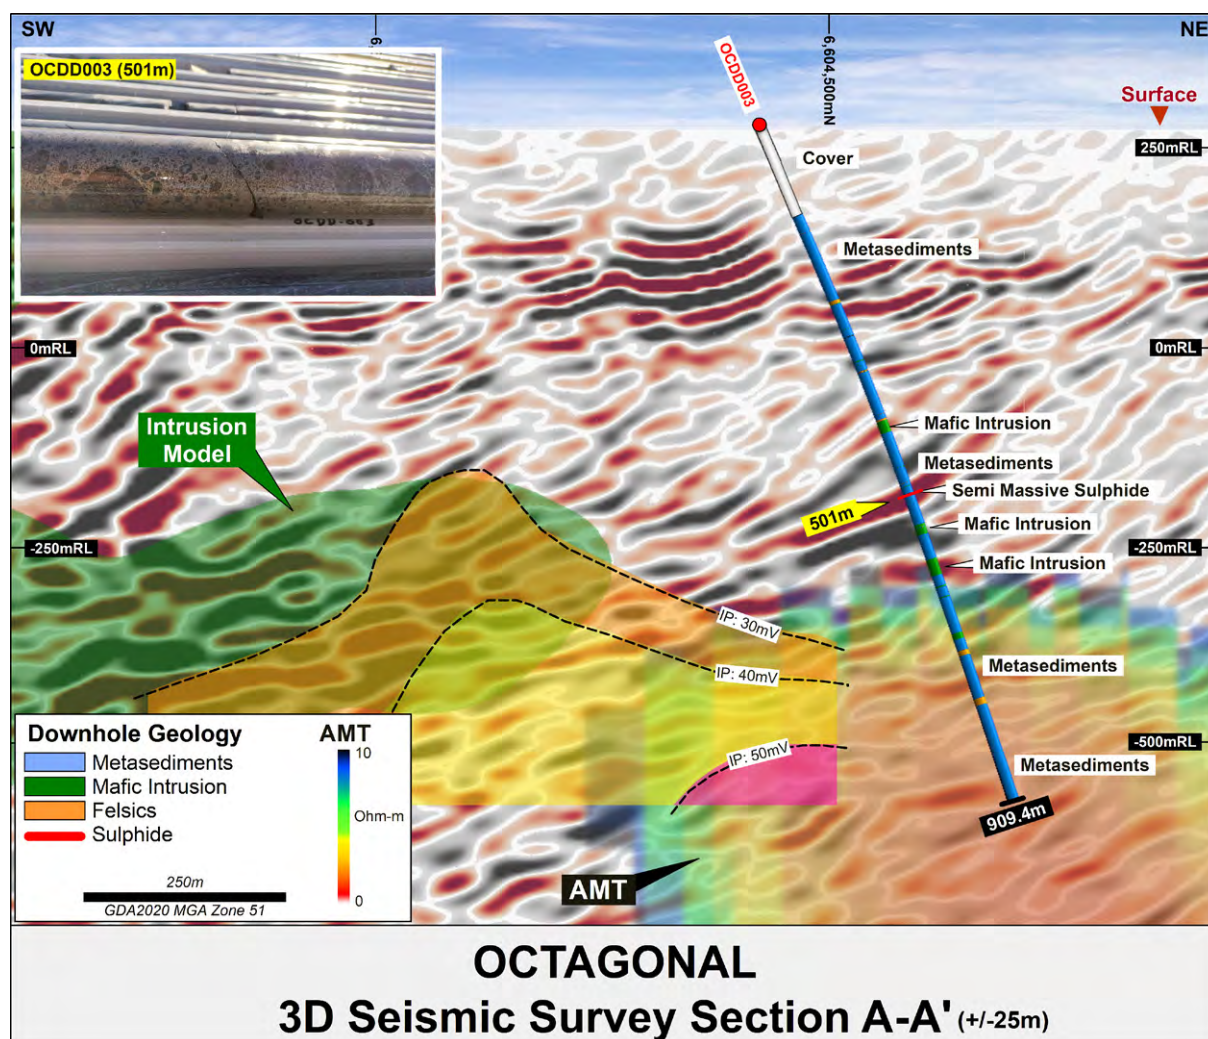 SW
NE
OCDD003 (501m)
OCDD-003
6,
OCDD003
6,604,500mN
Surface
250mRL
Cover
Metasediments
0mRL
0mRL
Intrusion
Model
Mafic Intrusion
Metasediments
Semi Massive Sulphide
501m
Mafic Intrusion
-250mRL
-250mRL
Mafic Intrusion
IP: 30mV
IP: 40mV
Metasediments
IP: 50mV
-500mRL
Metasediments
909.4m
AMT
Downhole Geology
Metasediments
Mafic Intrusion
Felsics
Sulphide
AMT
10
Ohm-m
0
250m
GDA2020 MGA Zone 51
OCTAGONAL
3D Seismic Survey Section A-A' (+/-25m)